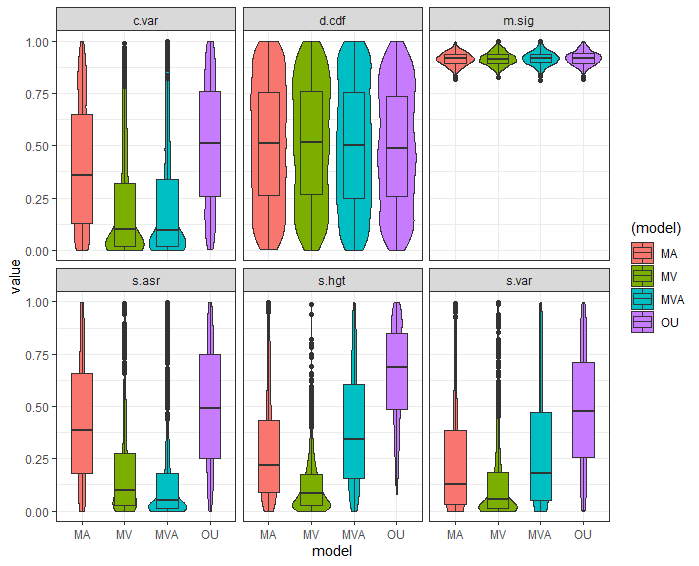 c.var
d.cdf
m.sig
1.00
0.75
0.50
0.25
0.00
s.asr
s.hgt
s.var
1.00
0.75
0.50
0.25
0.00
value
MA MV MVA OU
MA MV MVA OU
MA MV MVA OU
model
(model)
MA
MV
MVA
OU